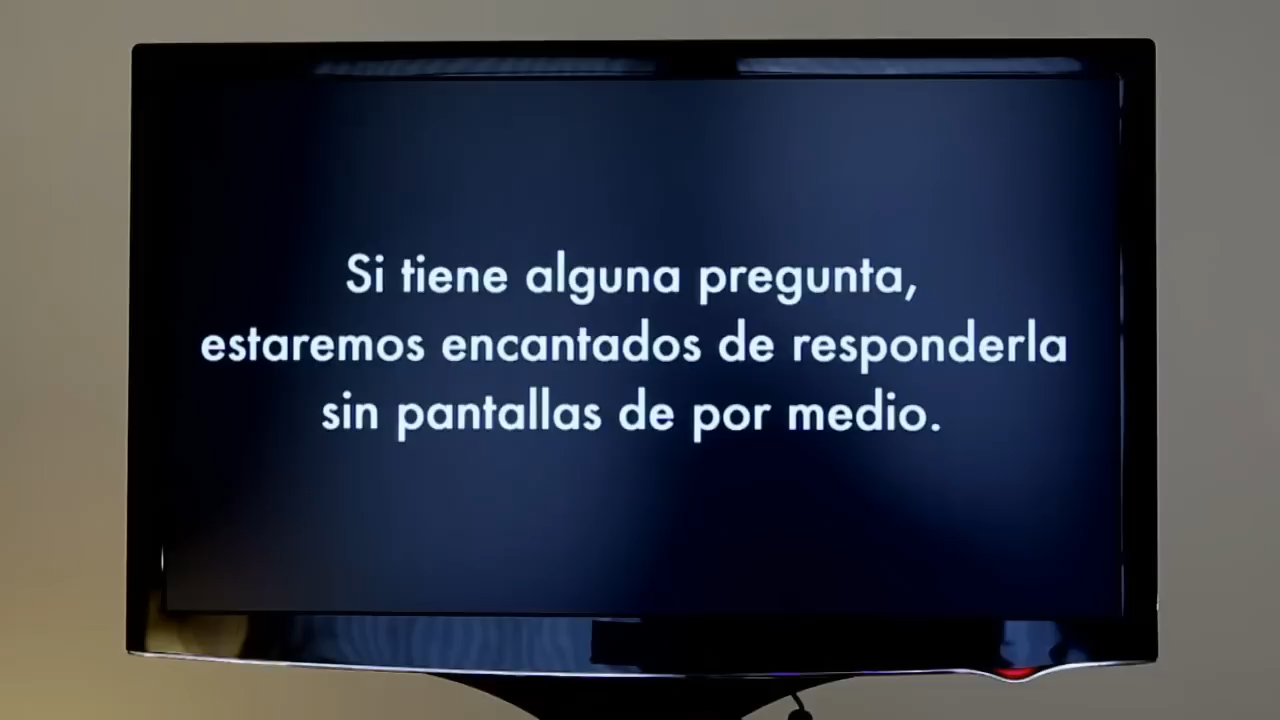 Si tiene alguna pregunta,
estaremos encantados de responderla
sin pantallas de por medio.